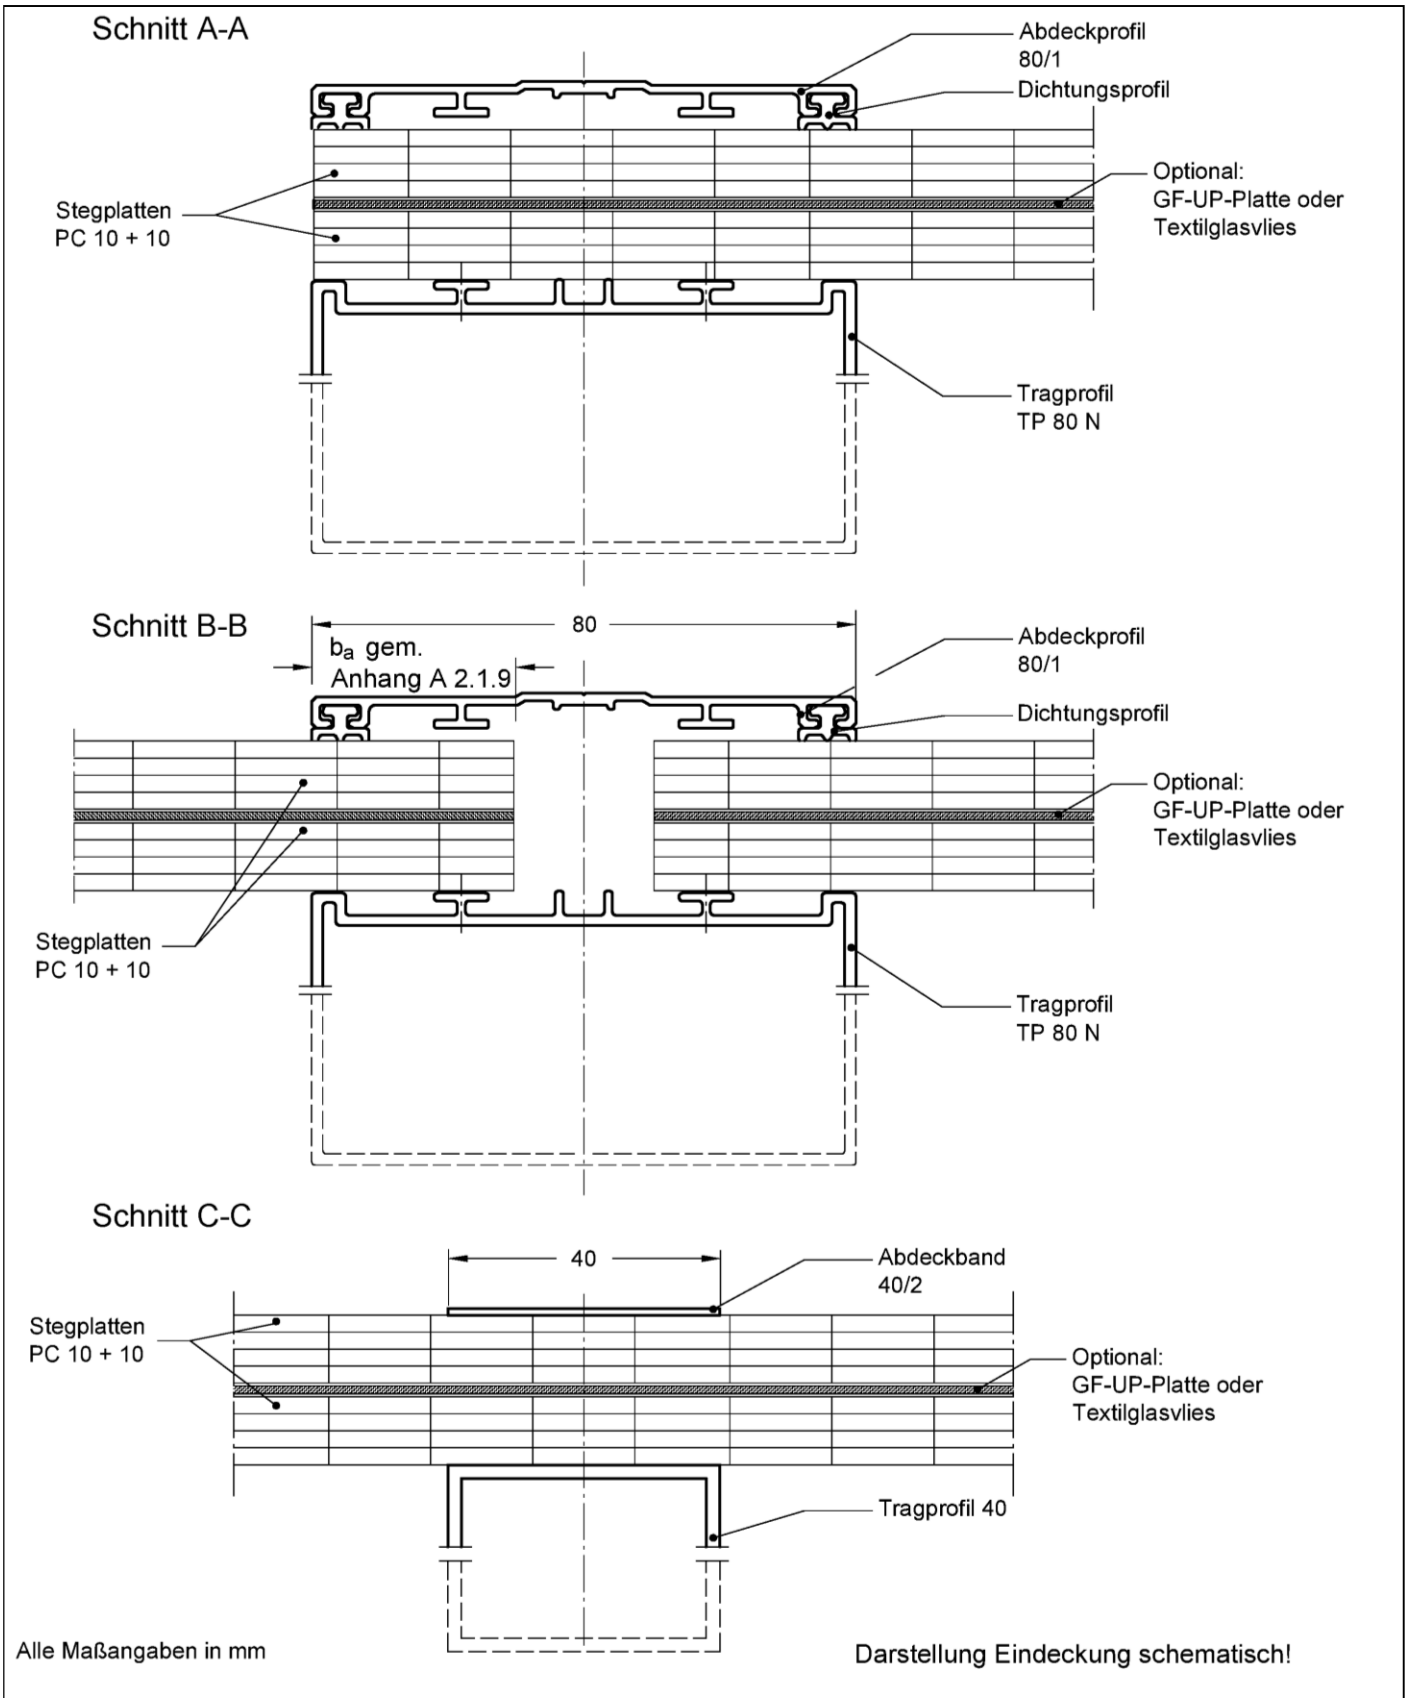 Schnitt A-A
Abdeckprofil
80/1
Dichtungsprofil
Optional:
GF-UP-Platte oder
Textilglasvlies
Stegplatten
PC 10 + 10
Tragprofil
TP 80 N
Schnitt B-B
80
ba gem.
Anhang A 2.1.9
Abdeckprofil
80/1
Dichtungsprofil
Optional:
GF-UP-Platte oder
Textilglasvlies
Stegplatten
PC 10 + 10
Tragprofil
TP 80 N
Schnitt C-C
40
Abdeckband
40/2
Stegplatten
PC 10 + 10
Optional:
GF-UP-Platte oder
Textilglasvlies
Tragprofil 40
Alle Maßangaben in mm
Darstellung Eindeckung schematisch!